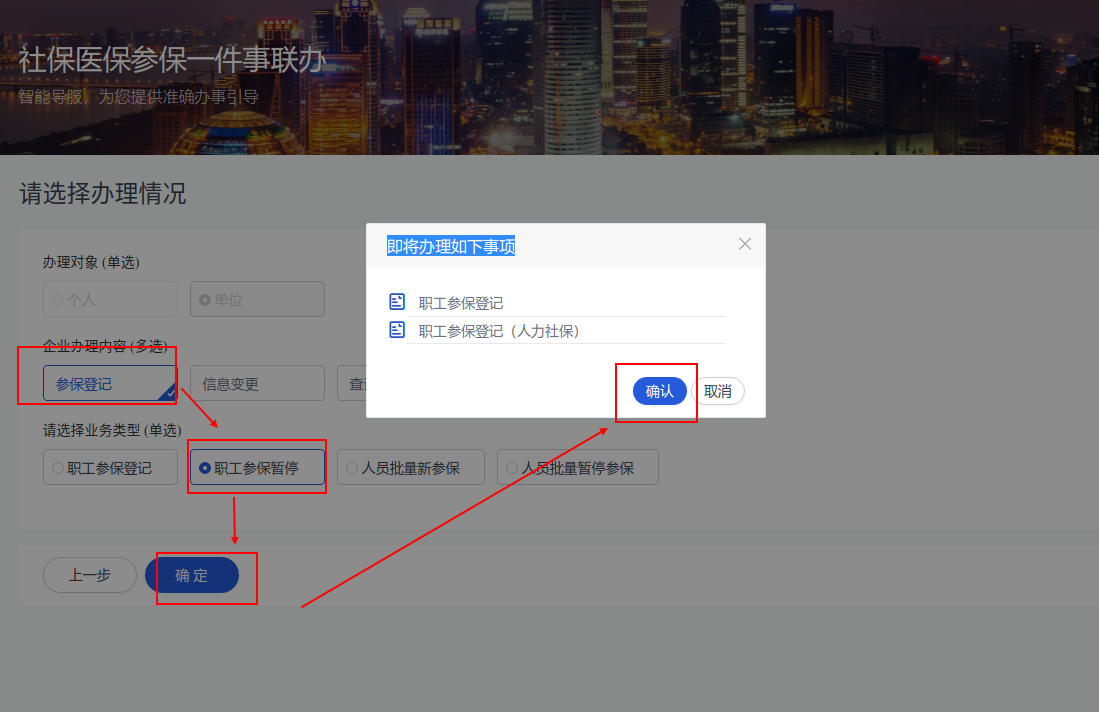 社保医保参保一件事联办
智能导服，为您提供准确办事引导
请选择办理情况
办理对象 (单选)
个人 单位
企业办理内容 (多选)
参保登记 信息变更
请选择业务类型 (单选)
职工参保登记 职工参保暂停 人员批量新参保 人员批量暂停参保
上一步 确 定
即将办理如下事项
职工参保登记
职工参保登记（人力社保）
确认 取消